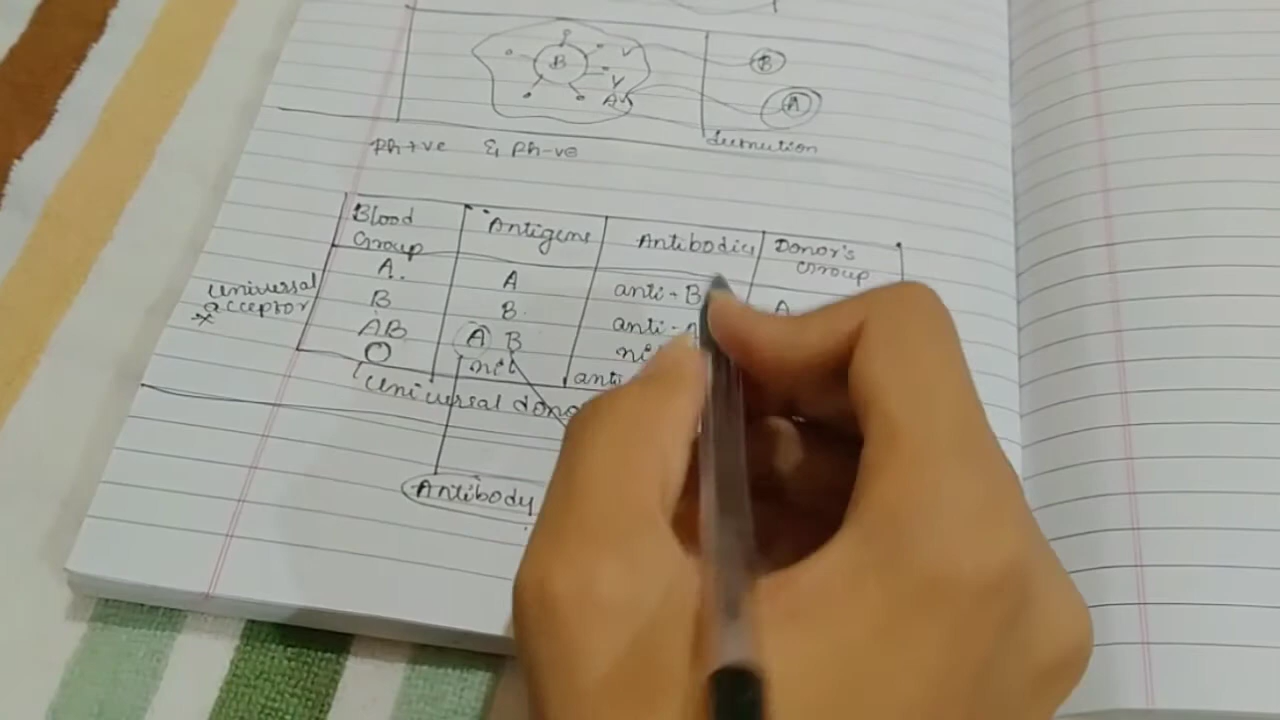 B
V
V
B
A
Rh+ve & Rh-ve
Blood Group
Antigens
Antibodies
Donor's Group
A.
A
anti-B
A
B
B
anti-A
AB
A B
O
nil
anti
universal acceptor
*
universal dono
Antibody